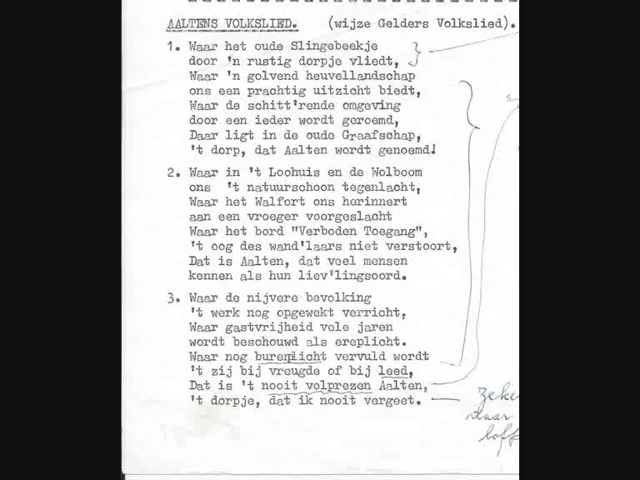 AALTENS VOLKSLIED. (wijze Gelders Volkslied).
1. Waar het oude Slingebeekje
door 'n rustig dorpje vliedt,
Waar 'n golvend heuvellandschap
ons een prachtig uitzicht biedt,
Waar de schitt'rende omgeving
door een ieder wordt geroemd,
Daar ligt in de oude Graafschap,
't dorp, dat Aalten wordt genoemd!
2. Waar in 't Loohuis en de Wolboom
ons 't natuurschoon tegenlacht,
Waar het Walfort ons herinnert
aan een vroeger voorgeslacht
Waar het bord "Verboden Toegang",
't oog des wand'laars niet verstoort,
Dat is Aalten, dat veel mensen
kennen als hun liev'lingsoord.
3. Waar de nijvere bevolking
't werk nog opgewekt verricht,
Waar gastvrijheid vele jaren
wordt beschouwd als ereplicht.
Waar nog bureplicht vervuld wordt
't zij bij vreugde of bij leed,
Dat is 't nooit volprezen Aalten,
't dorpje, dat ik nooit vergeet.
zeke
daar
loff